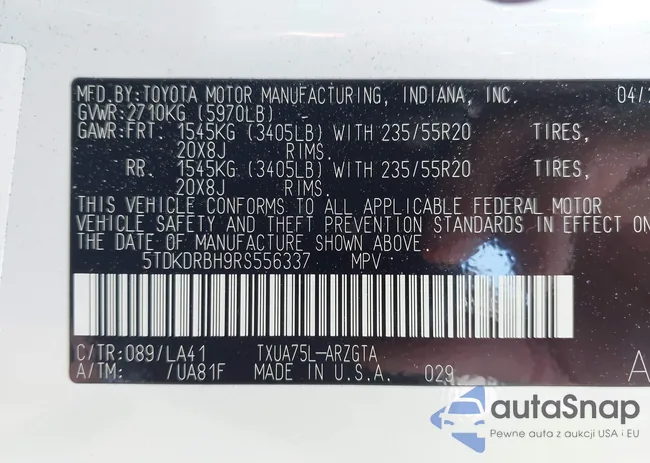 MFD.BY:TOYOTA MOTOR MANUFACTURING, INDIANA, INC. 04/
GVWR:2710KG (5970LB)
GAWR:FRT. 1545KG (3405LB) WITH 235/55R20 TIRES,
20X8J RIMS.
RR. 1545KG (3405LB) WITH 235/55R20 TIRES,
20X8J RIMS.
THIS VEHICLE CONFORMS TO ALL APPLICABLE FEDERAL MOTOR
VEHICLE SAFETY AND THEFT PREVENTION STANDARDS IN EFFECT ON
THE DATE OF MANUFACTURE SHOWN ABOVE.
5TDKDRBH9RS556337 MPV
C/TR:089/LA41 TXUA75L-ARZGTA
A/TM: /UA81F MADE IN U.S.A. 029 A
autaSnap
Pewne auta z aukcji USA i EU